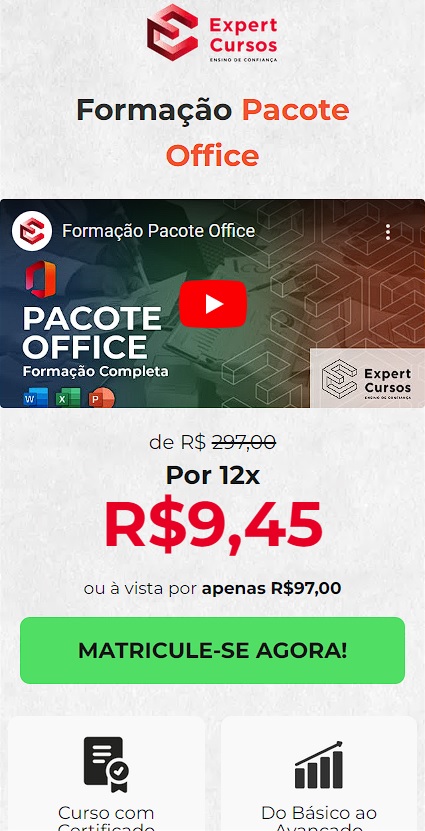 Expert
Cursos
ENSINO DE CONFIANÇA
Formação Pacote
Office
Formação Pacote Office
PACOTE
OFFICE
Formação Completa
W X P
Expert
Cursos
ENSINO DE CONFIANÇA
de R$ 297,00
Por 12x
R$9,45
ou à vista por apenas R$97,00
MATRICULE-SE AGORA!
Curso com
Certificado
Do Básico ao
Avançado